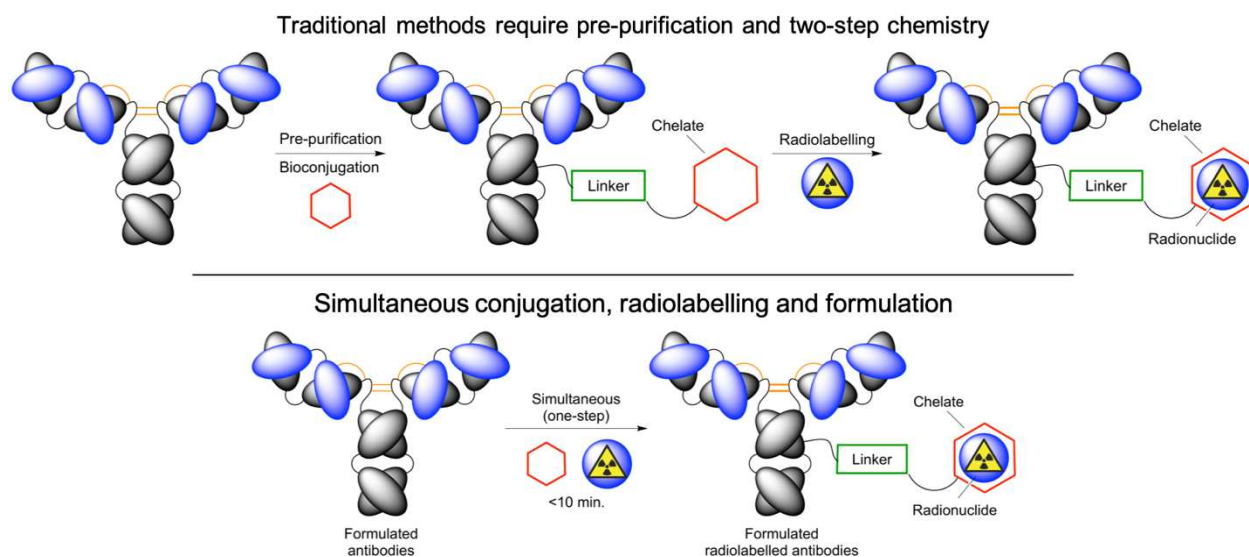 Traditional methods require pre-purification and two-step chemistry
Pre-purification
Bioconjugation
Linker
Chelate
Radiolabelling
Linker
Chelate
Radionuclide
Simultaneous conjugation, radiolabelling and formulation
Formulated
antibodies
Simultaneous
(one-step)
<10 min.
Linker
Chelate
Radionuclide
Formulated
radiolabelled antibodies